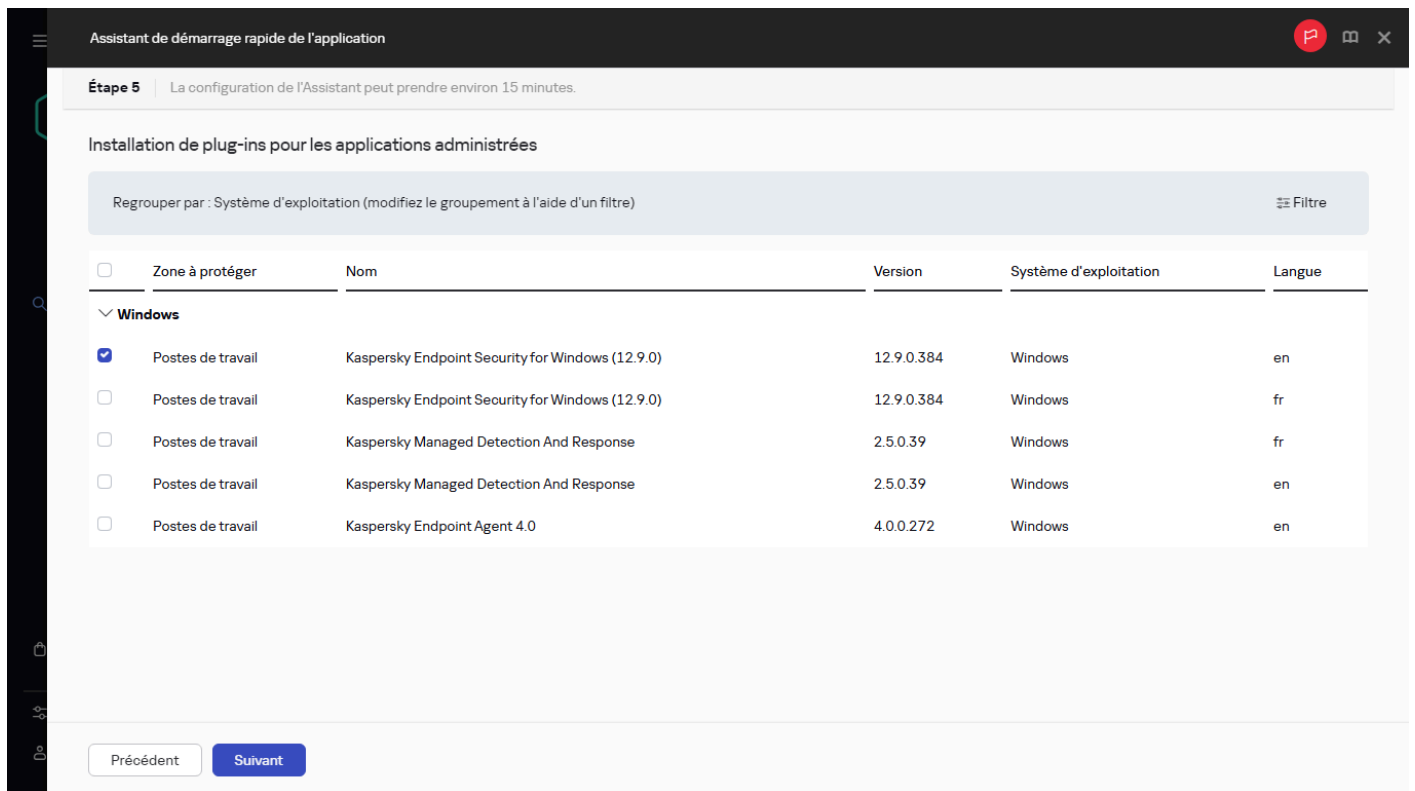 Assistant de démarrage rapide de l'application
Étape 5 La configuration de l'Assistant peut prendre environ 15 minutes.
Installation de plug-ins pour les applications administrées
Regrouper par : Système d'exploitation (modifiez le groupement à l'aide d'un filtre) Filtre
Zone à protéger Nom Version Système d'exploitation Langue
Windows
Postes de travail Kaspersky Endpoint Security for Windows (12.9.0) 12.9.0.384 Windows en
Postes de travail Kaspersky Endpoint Security for Windows (12.9.0) 12.9.0.384 Windows fr
Postes de travail Kaspersky Managed Detection And Response 2.5.0.39 Windows fr
Postes de travail Kaspersky Managed Detection And Response 2.5.0.39 Windows en
Postes de travail Kaspersky Endpoint Agent 4.0 4.0.0.272 Windows en
Précédent Suivant